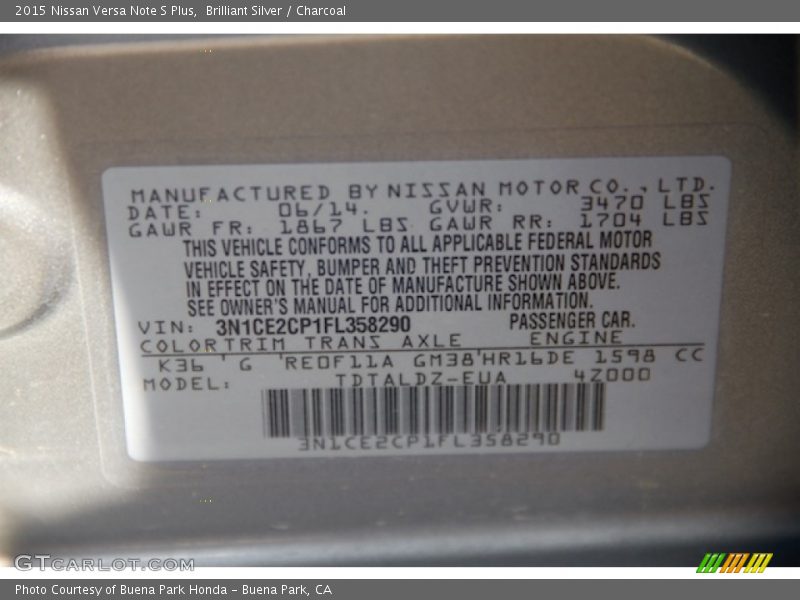 2015 Nissan Versa Note S Plus,  Brilliant Silver / Charcoal
MANUFACTURED BY NISSAN MOTOR CO., LTD.
DATE: 06/14. GVWR: 3470 LBS
GAWR FR: 1867 LBS GAWR RR: 1704 LBS
THIS VEHICLE CONFORMS TO ALL APPLICABLE FEDERAL MOTOR
VEHICLE SAFETY, BUMPER AND THEFT PREVENTION STANDARDS
IN EFFECT ON THE DATE OF MANUFACTURE SHOWN ABOVE.
SEE OWNER'S MANUAL FOR ADDITIONAL INFORMATION.
VIN: 3N1CE2CP1FL358290 PASSENGER CAR.
COLOR TRIM TRANS AXLE ENGINE
K36 ' G 'RE0F11A GM38'HR16DE 1598 CC
MODEL: TDTALDZ-EUA 4Z000
3N1CE2CP1FL358290
GTCARLOT.COM
Photo Courtesy of Buena Park Honda - Buena Park, CA